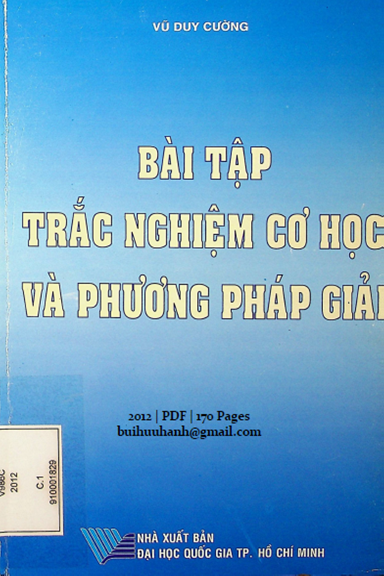 VŨ DUY CƯỜNG
BÀI TẬP
TRẮC NGHIỆM CƠ HỌC
VÀ PHƯƠNG PHÁP GIẢI
2012 | PDF | 170 Pages
buihuuhanh@gmail.com
V986C
2012
C.1
910001829
NHÀ XUẤT BẢN
ĐẠI HỌC QUỐC GIA TP. HỒ CHÍ MINH